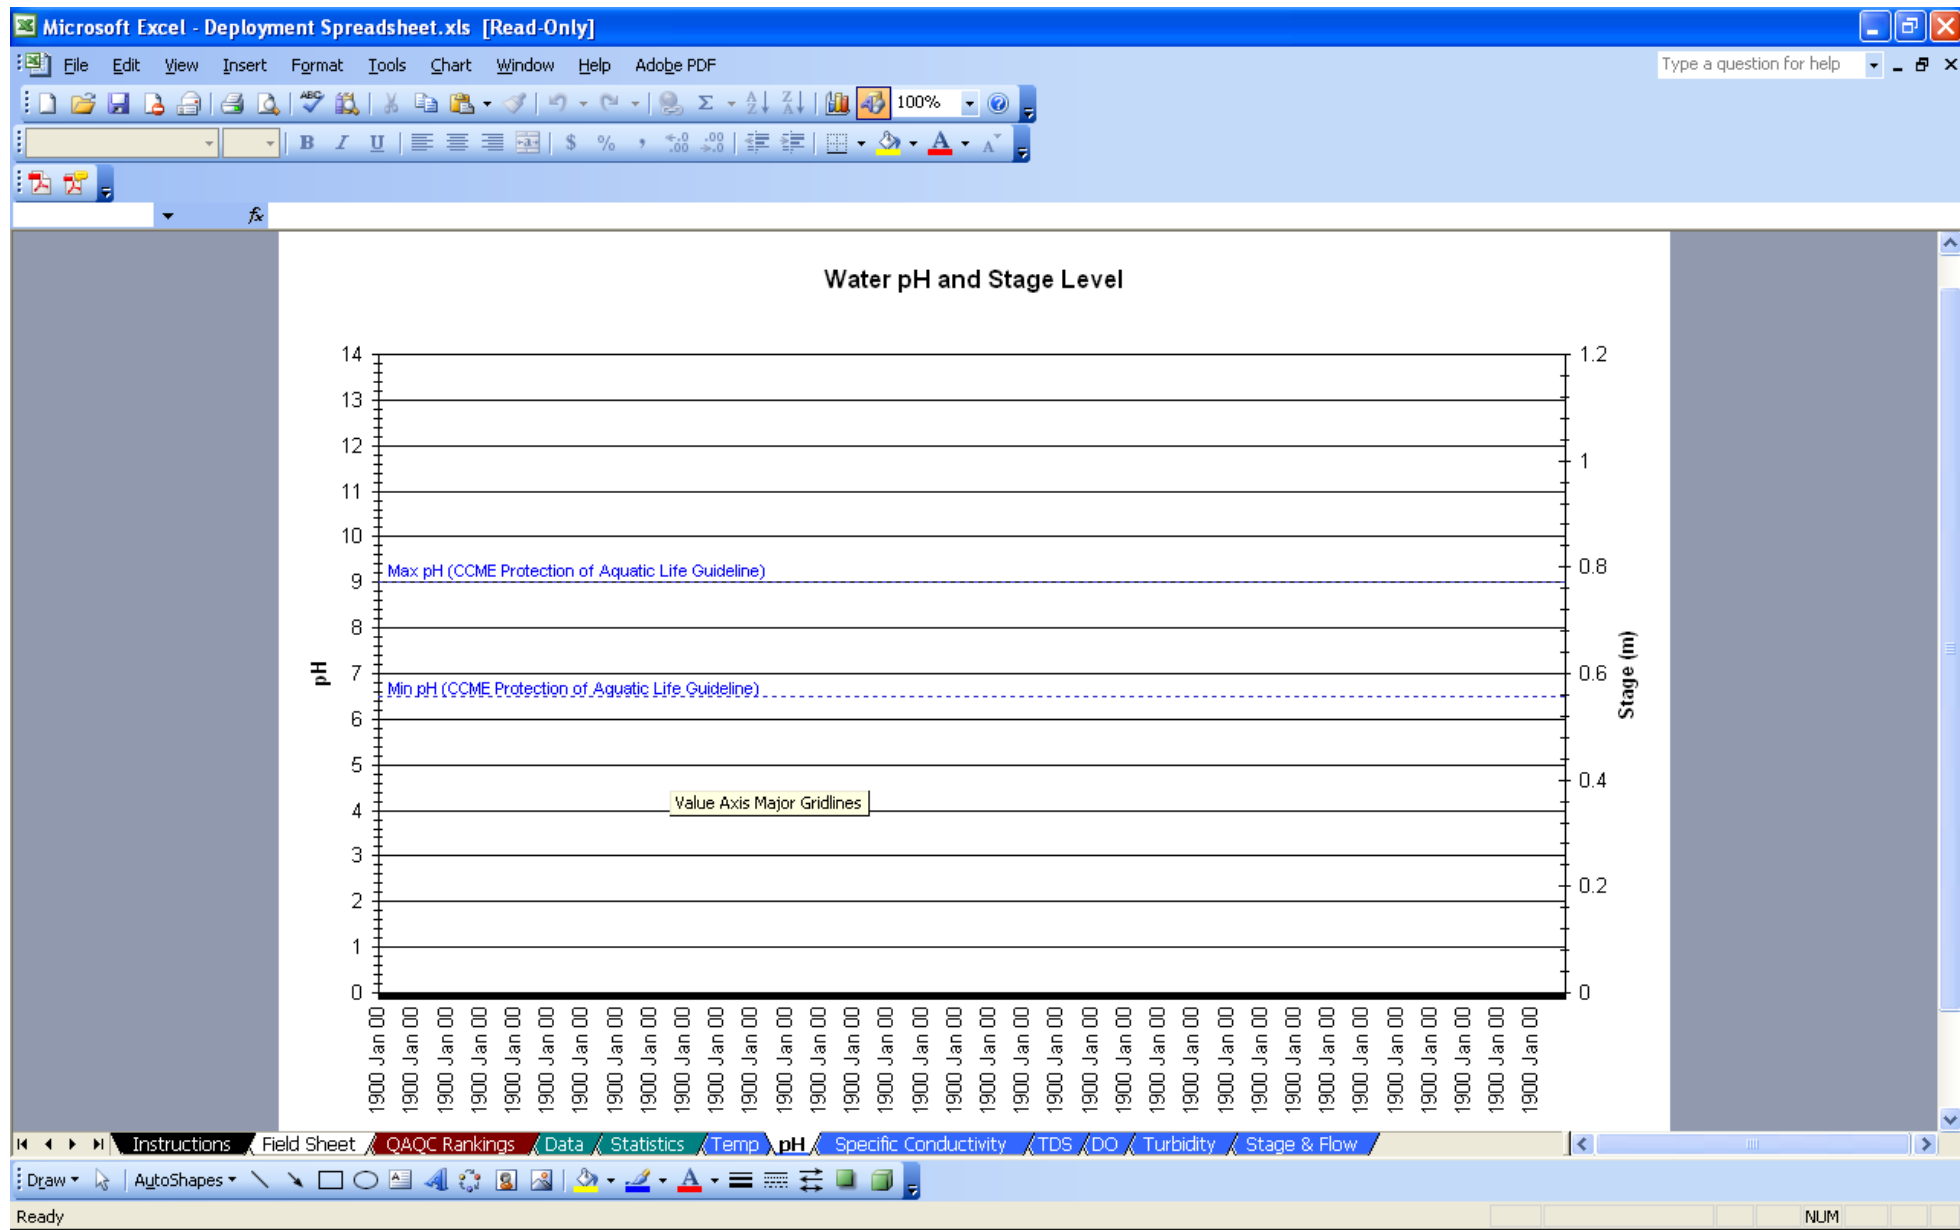 Microsoft Excel - Deployment Spreadsheet.xls [Read-Only]
File Edit View Insert Format Tools Chart Window Help Adobe PDF Type a question for help
100%
B I U $ % ,
fx
Water pH and Stage Level
14 1.2
13
12
1
11
10
Max pH (CCME Protection of Aquatic Life Guideline) 0.8
9
8
pH 7 0.6 Stage (m)
Min pH (CCME Protection of Aquatic Life Guideline)
6
5
0.4
Value Axis Major Gridlines
4
3
0.2
2
1
0 0
1900 Jan 00 1900 Jan 00 1900 Jan 00 1900 Jan 00 1900 Jan 00 1900 Jan 00 1900 Jan 00 1900 Jan 00 1900 Jan 00 1900 Jan 00 1900 Jan 00 1900 Jan 00 1900 Jan 00 1900 Jan 00 1900 Jan 00 1900 Jan 00 1900 Jan 00 1900 Jan 00 1900 Jan 00 1900 Jan 00 1900 Jan 00 1900 Jan 00 1900 Jan 00 1900 Jan 00 1900 Jan 00 1900 Jan 00 1900 Jan 00 1900 Jan 00 1900 Jan 00 1900 Jan 00 1900 Jan 00 1900 Jan 00 1900 Jan 00 1900 Jan 00 1900 Jan 00
Instructions Field Sheet QAQC Rankings Data Statistics Temp pH Specific Conductivity TDS DO Turbidity Stage & Flow
Draw AutoShapes
Ready NUM